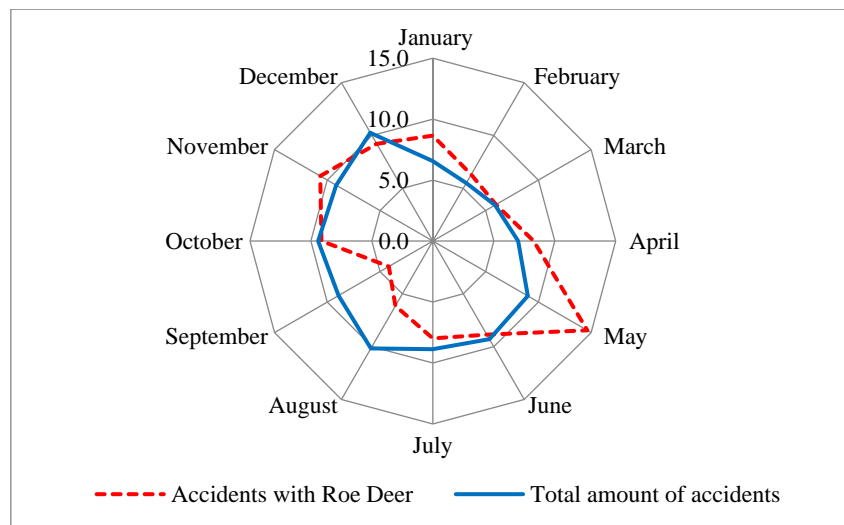 January
15.0
December
February
10.0
November
March
5.0
October
0.0
April
September
May
August
June
July
Accidents with Roe Deer
Total amount of accidents